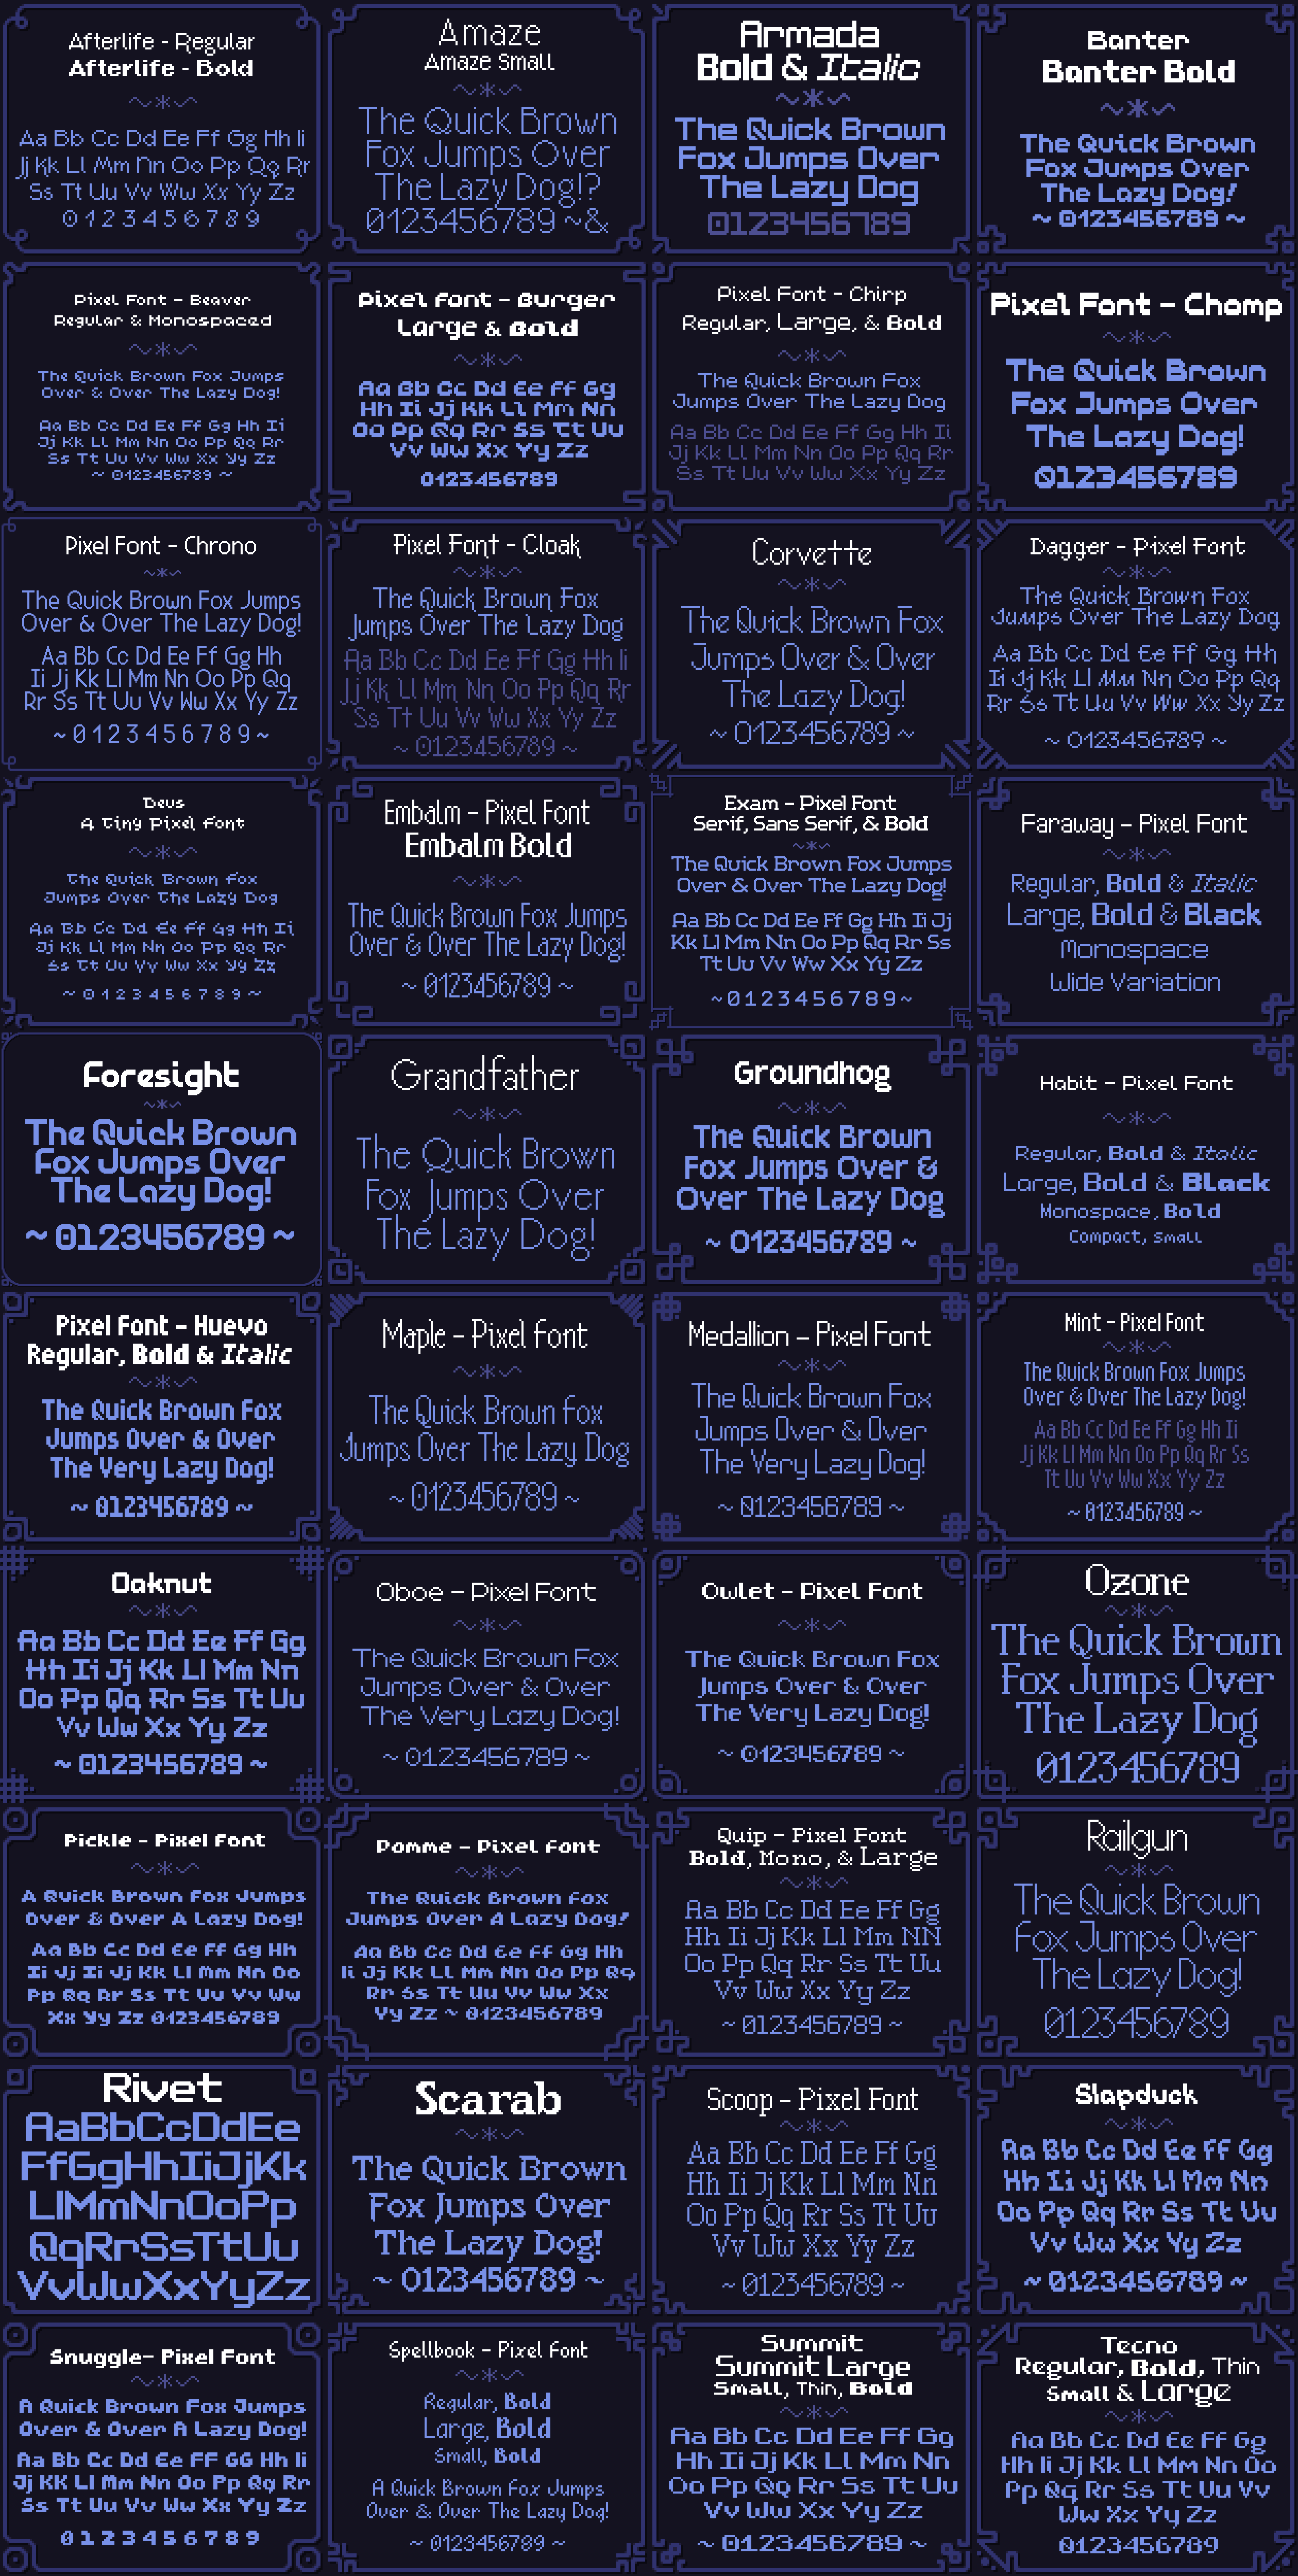 Afterlife - Regular
Afterlife - Bold
Aa Bb Cc Dd Ee Ff Gg Hh Ii
Jj Kk Ll Mm Nn Oo Pp Qq Rr
Ss Tt Uu Vv Ww Xx Yy Zz
0 1 2 3 4 5 6 7 8 9
Amaze
Amaze Small
The Quick Brown
Fox Jumps Over
The Lazy Dog!?
0123456789 ~&
Armada
Bold & Italic
The Quick Brown
Fox Jumps Over
The Lazy Dog
0123456789
Banter
Banter Bold
The Quick Brown
Fox Jumps Over
The Lazy Dog!
~ 0123456789 ~
Pixel Font - Beaver
Regular & Monospaced
The Quick Brown Fox Jumps
Over & Over The Lazy Dog!
Aa Bb Cc Dd Ee Ff Gg Hh Ii
Jj Kk Ll Mm Nn Oo Pp Qq Rr
Ss Tt Uu Vv Ww Xx Yy Zz
~ 0123456789 ~
Pixel Font - Burger
Large & Bold
Aa Bb Cc Dd Ee Ff Gg
Hh Ii Jj Kk Ll Mm Nn
Oo Pp Qq Rr Ss Tt Uu
Vv Ww Xx Yy Zz
0123456789
Pixel Font - Chirp
Regular, Large, & Bold
The Quick Brown Fox
Jumps Over The Lazy Dog
Aa Bb Cc Dd Ee Ff Gg Hh Ii
Jj Kk Ll Mm Nn Oo Pp Qq Rr
Ss Tt Uu Vv Ww Xx Yy Zz
Pixel Font - Chomp
The Quick Brown
Fox Jumps Over
The Lazy Dog!
0123456789
Pixel Font - Chrono
The Quick Brown Fox Jumps
Over & Over The Lazy Dog!
Aa Bb Cc Dd Ee Ff Gg Hh
Ii Jj Kk Ll Mm Nn Oo Pp Qq
Rr Ss Tt Uu Vv Ww Xx Yy Zz
~ 0 1 2 3 4 5 6 7 8 9 ~
Pixel Font - Cloak
The Quick Brown Fox
Jumps Over The Lazy Dog
Aa Bb Cc Dd Ee Ff Gg Hh Ii
Jj Kk Ll Mm Nn Oo Pp Qq Rr
Ss Tt Uu Vv Ww Xx Yy Zz
~ 0123456789 ~
Corvette
The Quick Brown Fox
Jumps Over & Over
The Lazy Dog!
~ 0123456789 ~
Dagger - Pixel Font
The Quick Brown Fox
Jumps Over The Lazy Dog
Aa Bb Cc Dd Ee Ff Gg Hh
Ii Jj Kk Ll Mm Nn Oo Pp Qq
Rr Ss Tt Uu Vv Ww Xx Yy Zz
~ 0123456789 ~
Deus
A Tiny Pixel Font
The Quick Brown Fox
Jumps Over The Lazy Dog
Aa Bb Cc Dd Ee Ff Gg Hh Ii
Jj Kk Ll Mm Nn Oo Pp Qq Rr
Ss Tt Uu Vv Ww Xx Yy Zz
~ 0 1 2 3 4 5 6 7 8 9 ~
Embalm - Pixel Font
Embalm Bold
The Quick Brown Fox Jumps
Over & Over The Lazy Dog!
~ 0123456789 ~
Exam - Pixel Font
Serif, Sans Serif, & Bold
The Quick Brown Fox Jumps
Over & Over The Lazy Dog!
Aa Bb Cc Dd Ee Ff Gg Hh Ii Jj
Kk Ll Mm Nn Oo Pp Qq Rr Ss
Tt Uu Vv Ww Xx Yy Zz
~ 0 1 2 3 4 5 6 7 8 9 ~
Faraway - Pixel Font
Regular, Bold & Italic
Large, Bold & Black
Monospace
Wide Variation
Foresight
The Quick Brown
Fox Jumps Over
The Lazy Dog!
~ 0123456789 ~
Grandfather
The Quick Brown
Fox Jumps Over
The Lazy Dog!
Groundhog
The Quick Brown
Fox Jumps Over &
Over The Lazy Dog
~ 0123456789 ~
Habit - Pixel Font
Regular, Bold & Italic
Large, Bold & Black
Monospace, Bold
Compact, Small
Pixel Font - Huevo
Regular, Bold & Italic
The Quick Brown Fox
Jumps Over & Over
The Very Lazy Dog!
~ 0123456789 ~
Maple - Pixel Font
The Quick Brown Fox
Jumps Over The Lazy Dog
~ 0123456789 ~
Medallion - Pixel Font
The Quick Brown Fox
Jumps Over & Over
The Very Lazy Dog!
~ 0123456789 ~
Mint - Pixel Font
The Quick Brown Fox Jumps
Over & Over The Lazy Dog!
Aa Bb Cc Dd Ee Ff Gg Hh Ii
Jj Kk Ll Mm Nn Oo Pp Qq Rr Ss
Tt Uu Vv Ww Xx Yy Zz
~ 0123456789 ~
Oaknut
Aa Bb Cc Dd Ee Ff Gg
Hh Ii Jj Kk Ll Mm Nn
Oo Pp Qq Rr Ss Tt Uu
Vv Ww Xx Yy Zz
~ 0123456789 ~
Oboe - Pixel Font
The Quick Brown Fox
Jumps Over & Over
The Very Lazy Dog!
~ 0123456789 ~
Owlet - Pixel Font
The Quick Brown Fox
Jumps Over & Over
The Very Lazy Dog!
~ 0123456789 ~
Ozone
The Quick Brown
Fox Jumps Over
The Lazy Dog
0123456789
Pickle - Pixel Font
A Quick Brown Fox Jumps
Over & Over A Lazy Dog!
Aa Bb Cc Dd Ee Ff Gg Hh
Ii Jj Ii Jj Kk Ll Mm Nn Oo
Pp Qq Rr Ss Tt Uu Vv Ww
Xx Yy Zz 0123456789
Pomme - Pixel Font
The Quick Brown Fox
Jumps Over A Lazy Dog!
Aa Bb Cc Dd Ee Ff Gg Hh
Ii Jj Kk Ll Mm Nn Oo Pp Qq
Rr Ss Tt Uu Vv Ww Xx
Yy Zz ~ 0123456789
Quip - Pixel Font
Bold, Mono, & Large
Aa Bb Cc Dd Ee Ff Gg
Hh Ii Jj Kk Ll Mm NN
Oo Pp Qq Rr Ss Tt Uu
Vv Ww Xx Yy Zz
~ 0123456789 ~
Railgun
The Quick Brown
Fox Jumps Over
The Lazy Dog!
0123456789
Rivet
AaBbCcDdEe
FfGgHhIiJjKk
LlMmNnOoPp
QqRrSsTtUu
VvWwXxYyZz
Scarab
The Quick Brown
Fox Jumps Over
The Lazy Dog!
~ 0123456789 ~
Scoop - Pixel Font
Aa Bb Cc Dd Ee Ff Gg
Hh Ii Jj Kk Ll Mm Nn
Oo Pp Qq Rr Ss Tt Uu
Vv Ww Xx Yy Zz
~ 0123456789 ~
Slapduck
Aa Bb Cc Dd Ee Ff Gg
Hh Ii Jj Kk Ll Mm Nn
Oo Pp Qq Rr Ss Tt Uu
Vv Ww Xx Yy Zz
~ 0123456789 ~
Snuggle- Pixel Font
A Quick Brown Fox Jumps
Over & Over A Lazy Dog!
Aa Bb Cc Dd Ee FF GG Hh Ii
Jj KK Ll Mm Nn Oo Pp Qq Rr
Ss Tt Uu Vv Ww Xx Yy Zz
0 1 2 3 4 5 6 7 8 9
Spellbook - Pixel Font
Regular, Bold
Large, Bold
Small, Bold
A Quick Brown Fox Jumps
Over & Over The Lazy Dog!
~ 0123456789 ~
Summit
Summit Large
Small, Thin, Bold
Aa Bb Cc Dd Ee Ff Gg
Hh Ii Jj Kk Ll Mm Nn
Oo Pp Qq Rr Ss Tt Uu
Vv Ww Xx Yy Zz
~ 0123456789 ~
Tecno
Regular, Bold, Thin
Small & Large
Aa Bb Cc Dd Ee Ff Gg
Hh Ii Jj Kk Ll Mm Nn Oo
Pp Qq Rr Ss Tt Uu Vv
Ww Xx Yy Zz
0123456789